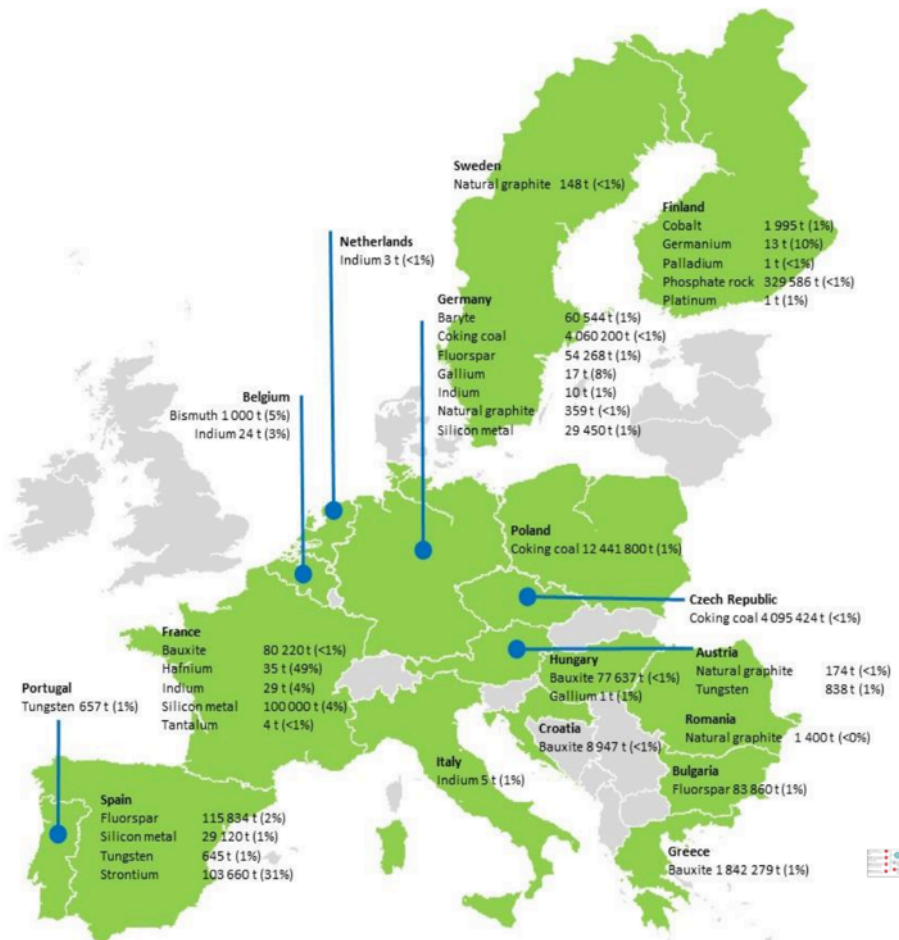 Sweden
Natural graphite 148 t (<1%)
Finland
Cobalt 1 995 t (1%)
Germanium 13 t (10%)
Palladium 1 t (<1%)
Phosphate rock 329 586 t (<1%)
Platinum 1 t (1%)
Netherlands
Indium 3 t (<1%)
Germany
Baryte 60 544 t (1%)
Coking coal 4 060 200 t (<1%)
Fluorspar 54 268 t (1%)
Gallium 17 t (8%)
Indium 10 t (1%)
Natural graphite 359 t (<1%)
Silicon metal 29 450 t (1%)
Belgium
Bismuth 1 000 t (5%)
Indium 24 t (3%)
Poland
Coking coal 12 441 800 t (1%)
Czech Republic
Coking coal 4 095 424 t (<1%)
France
Bauxite 80 220 t (<1%)
Hafnium 35 t (49%)
Indium 29 t (4%)
Silicon metal 100 000 t (4%)
Tantalum 4 t (<1%)
Austria
Natural graphite 174 t (<1%)
Tungsten 838 t (1%)
Hungary
Bauxite 77 637 t (<1%)
Gallium 1 t (1%)
Portugal
Tungsten 657 t (1%)
Romania
Natural graphite 1 400 t (<0%)
Croatia
Bauxite 8 947 t (<1%)
Italy
Indium 5 t (1%)
Bulgaria
Fluorspar 83 860 t (1%)
Spain
Fluorspar 115 834 t (2%)
Silicon metal 29 120 t (1%)
Tungsten 645 t (1%)
Strontium 103 660 t (31%)
Greece
Bauxite 1 842 279 t (1%)